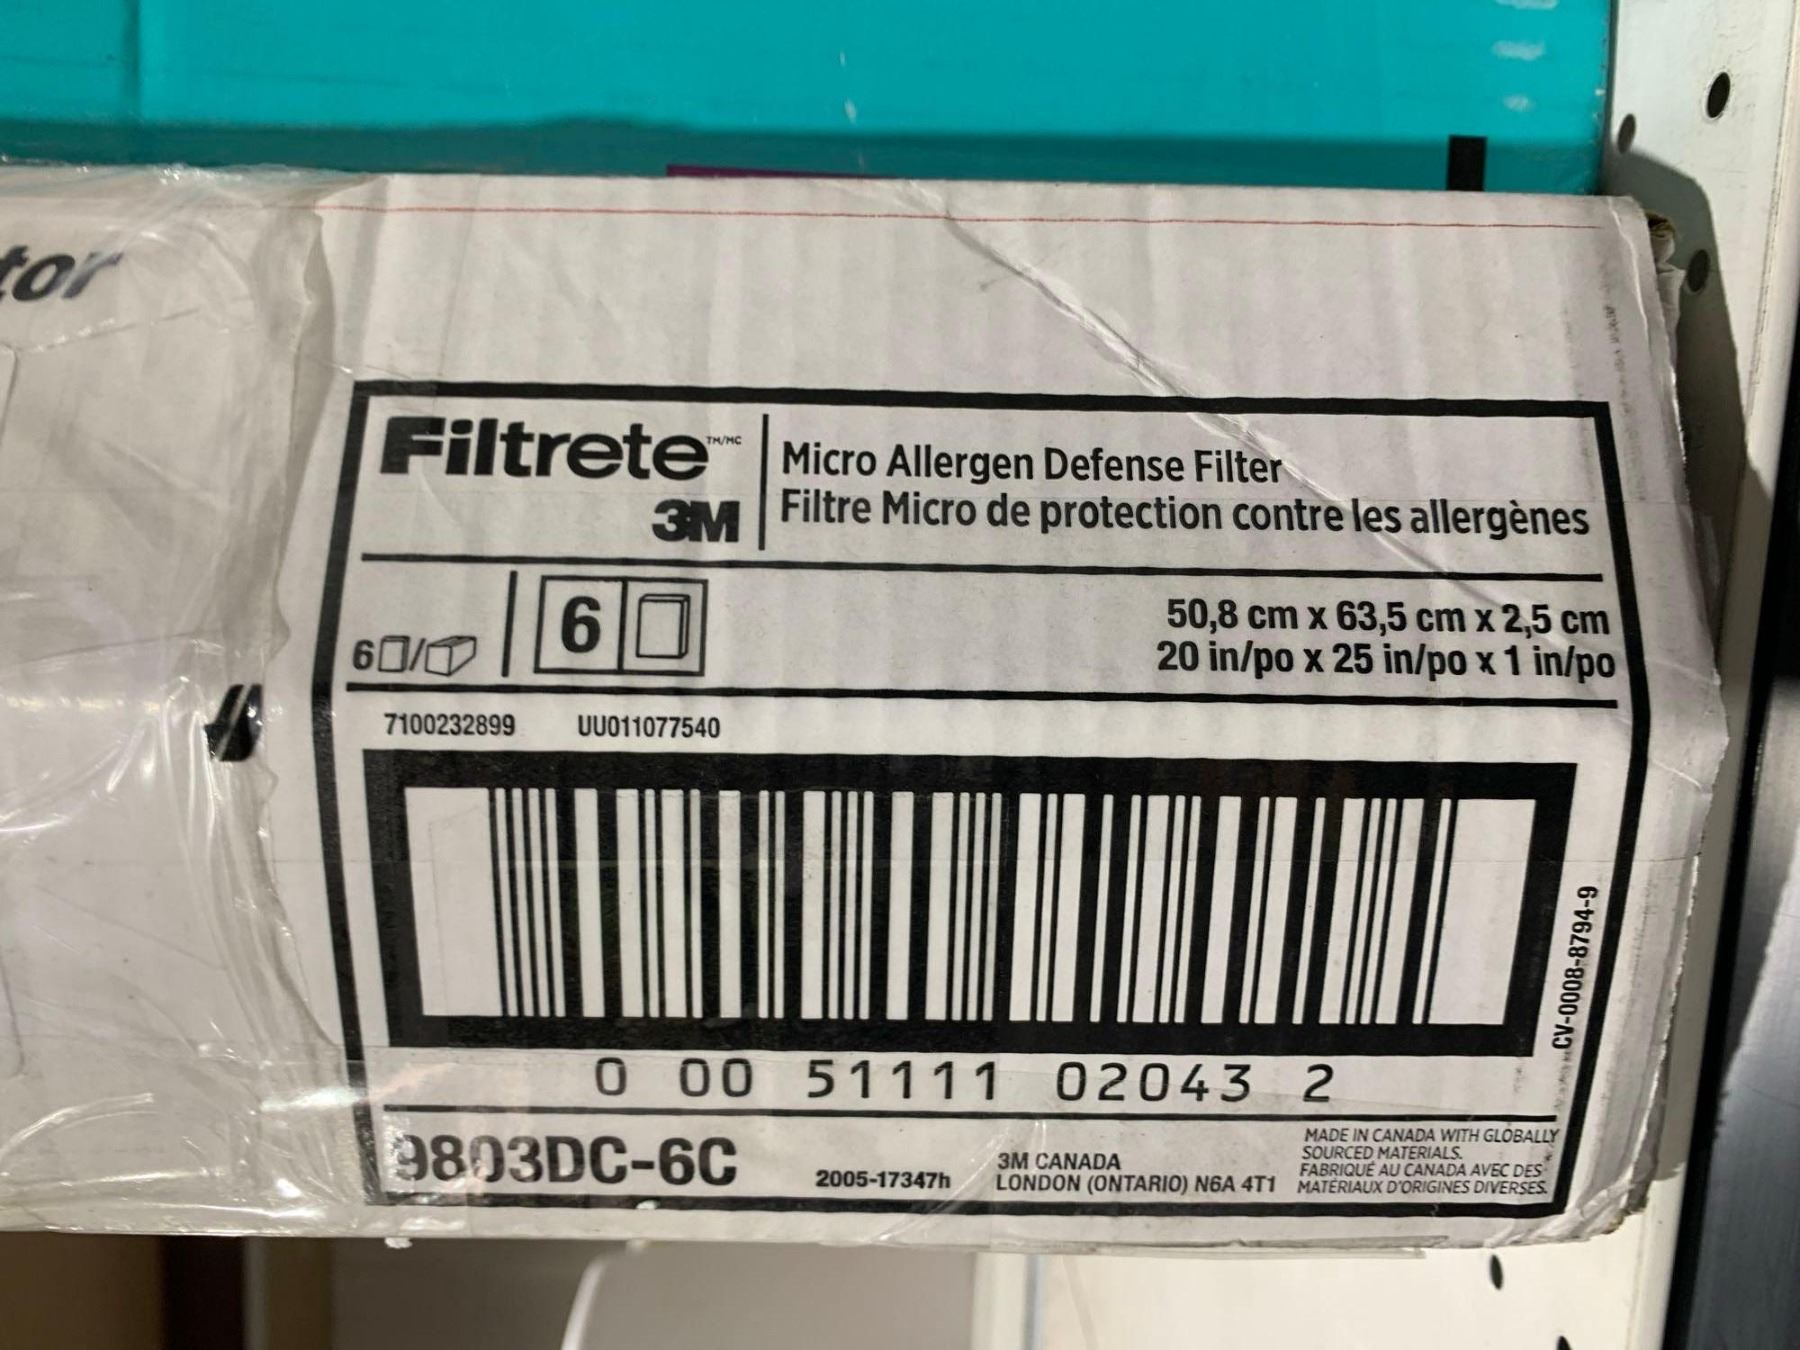 tor
Filtrete TM/MC
3M
Micro Allergen Defense Filter
Filtre Micro de protection contre les allergènes
6 /
6
50,8 cm x 63,5 cm x 2,5 cm
20 in/po x 25 in/po x 1 in/po
7100232899 UU011077540
CV-0008-8794-9
0 00 51111 02043 2
9803DC-6C
2005-17347h
3M CANADA
LONDON (ONTARIO) N6A 4T1
MADE IN CANADA WITH GLOBALLY
SOURCED MATERIALS.
FABRIQUÉ AU CANADA AVEC DES
MATÉRIAUX D'ORIGINES DIVERSES.